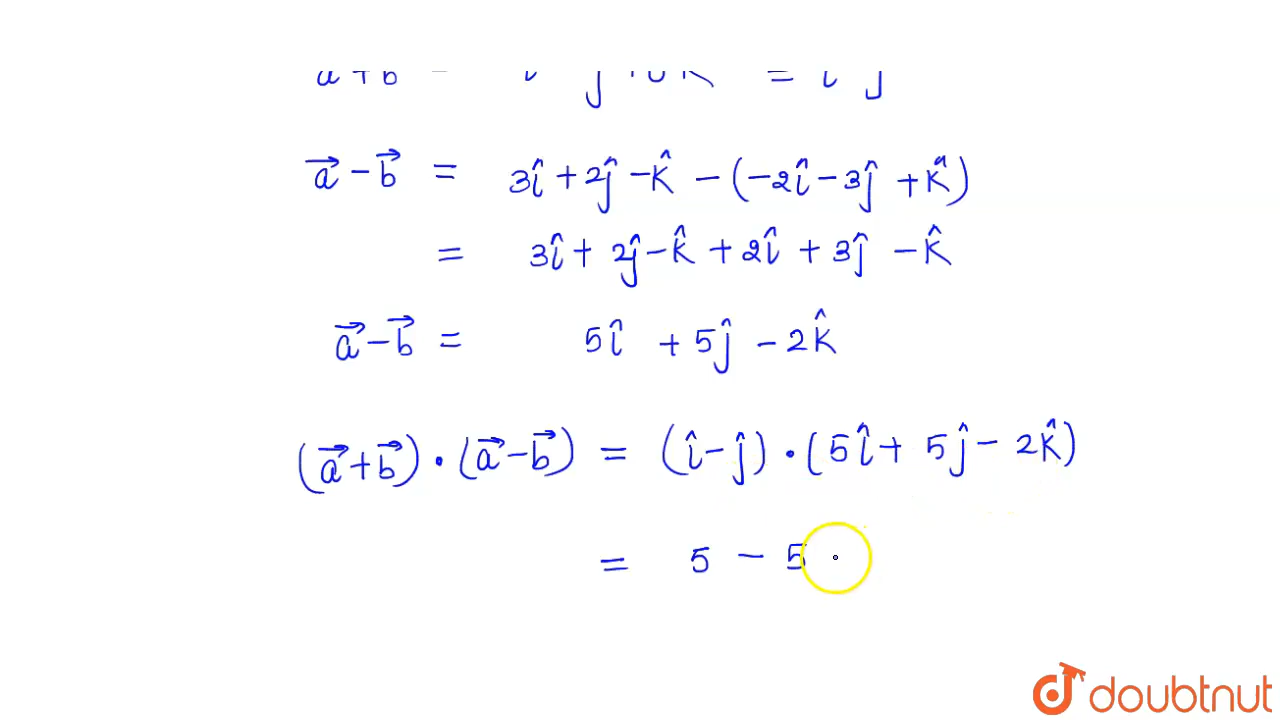 a⃗ − b⃗ = 3î + 2ĵ − k̂ − (−2î − 3ĵ + k̂)
= 3î + 2ĵ − k̂ + 2î + 3ĵ − k̂
a⃗ − b⃗ = 5î + 5ĵ − 2k̂
(a⃗ + b⃗) · (a⃗ − b⃗) = (î − ĵ) · (5î + 5ĵ − 2k̂)
= 5 − 5
doubtnut